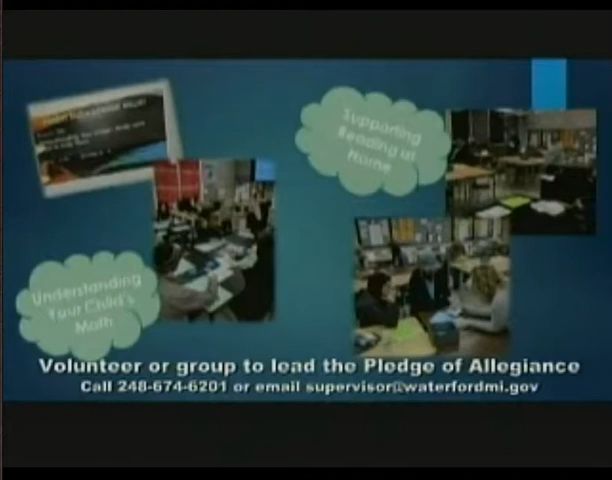 Supporting
Reading at
Home
Understanding
Your Child's
Math
Volunteer or group to lead the Pledge of Allegiance
Call 248-674-6201 or email supervisor@waterfordmi.gov